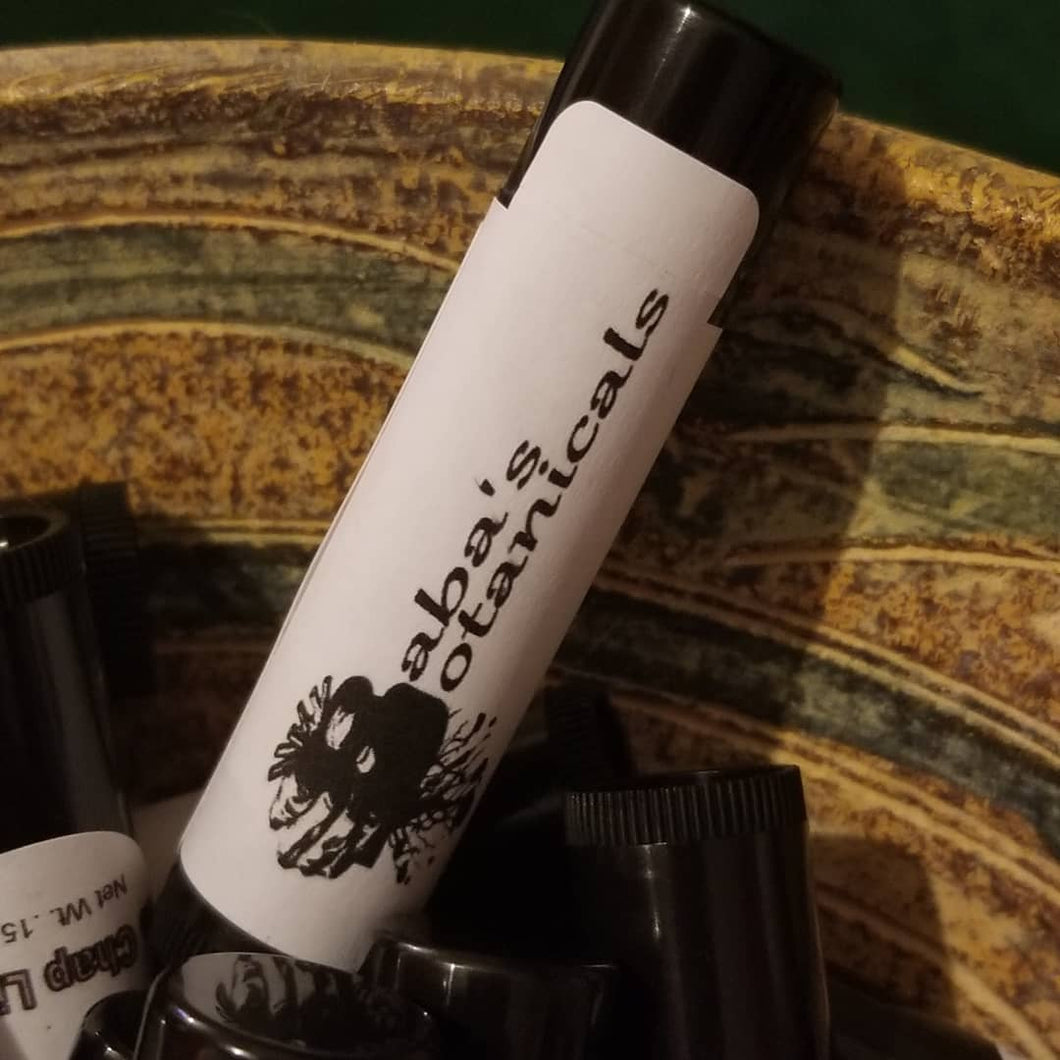 aba's
otanicals
Net Wt. .15
Chap Li